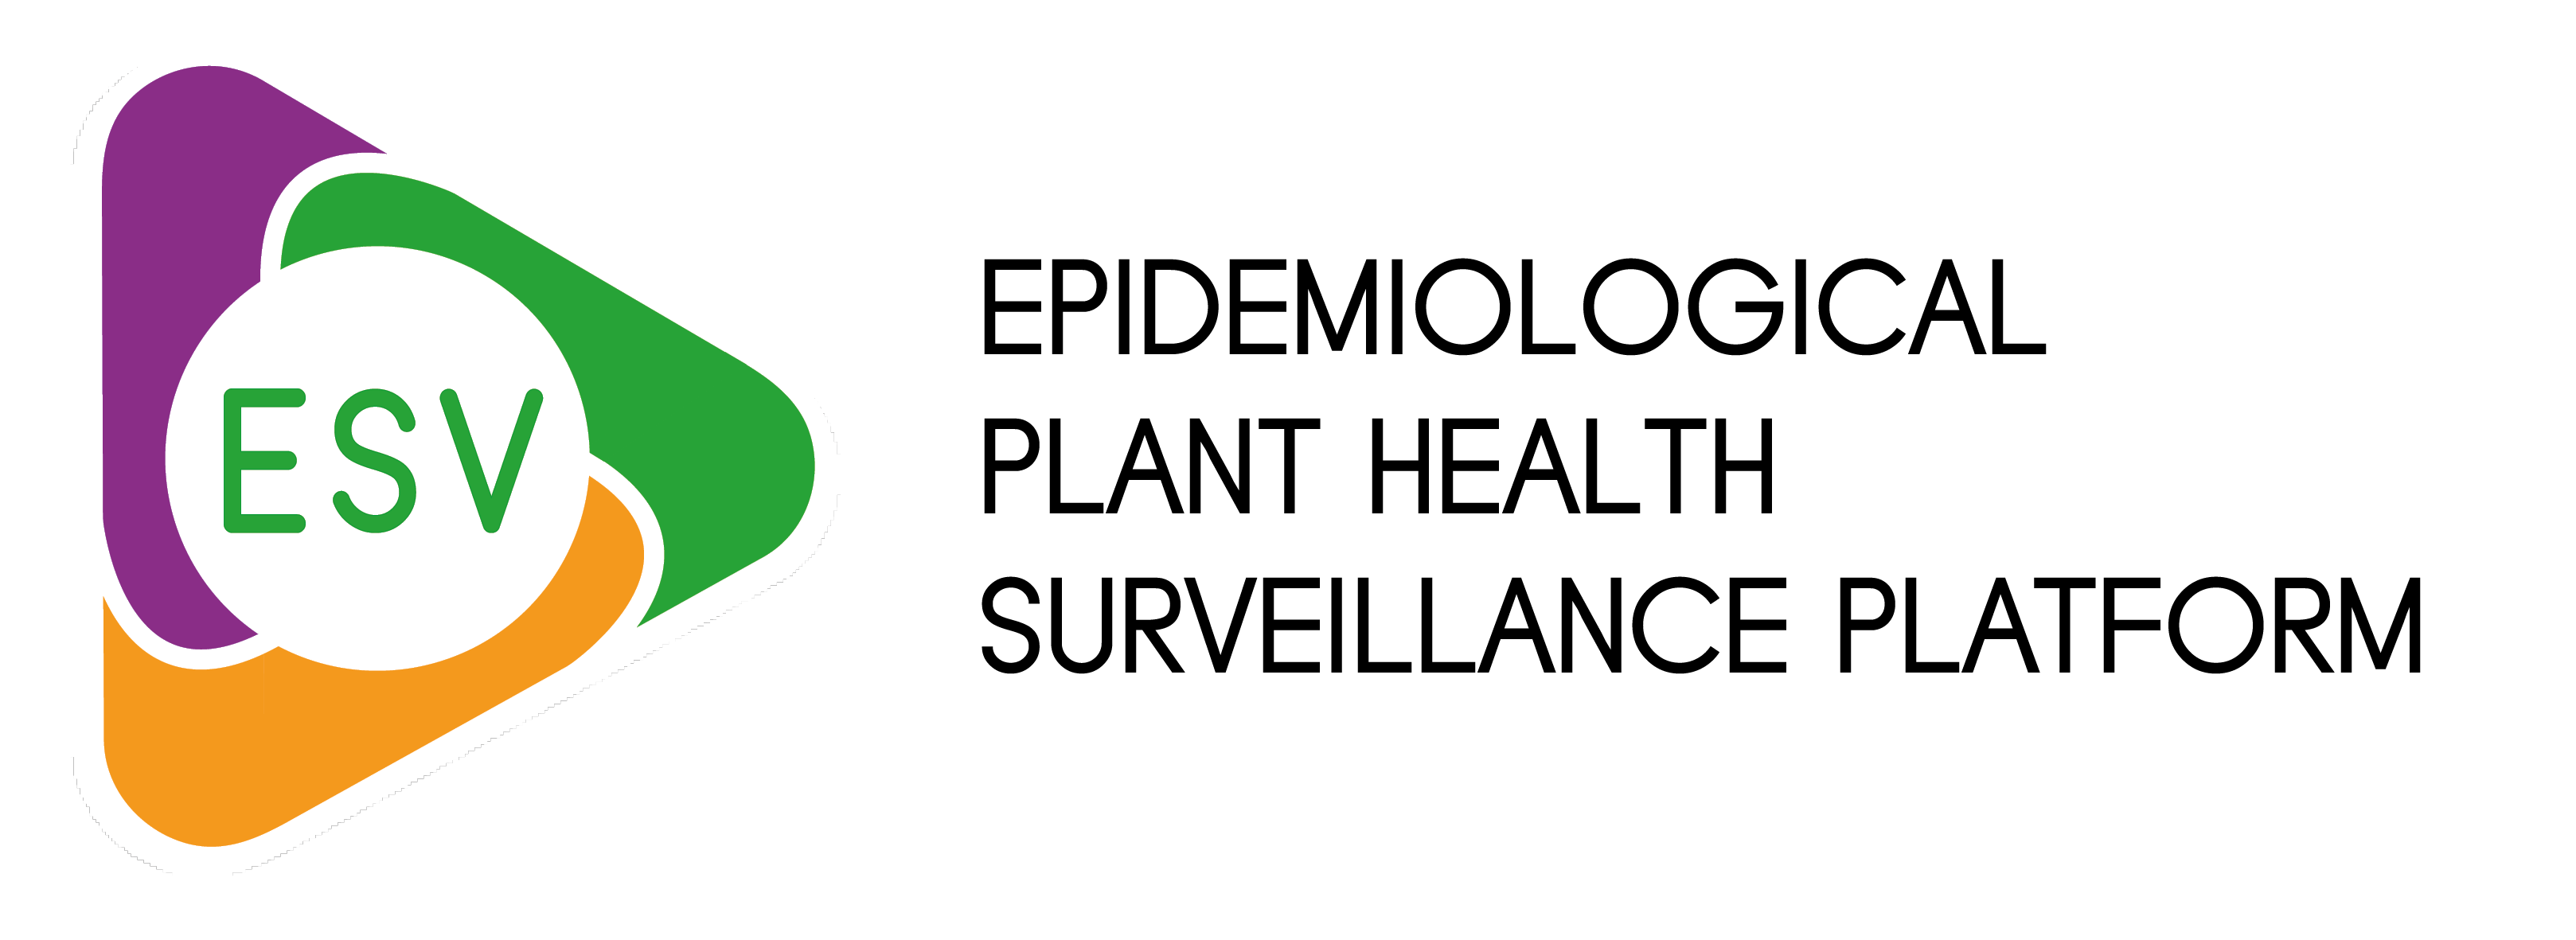 ESV
EPIDEMIOLOGICAL
PLANT HEALTH
SURVEILLANCE PLATFORM